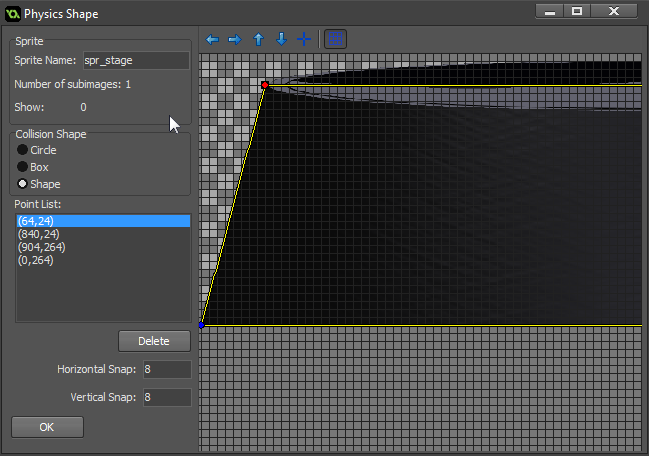 Physics Shape
Sprite
Sprite Name: spr_stage
Number of subimages: 1
Show: 0
Collision Shape
Circle
Box
Shape
Point List:
(64,24)
(840,24)
(904,264)
(0,264)
Delete
Horizontal Snap: 8
Vertical Snap: 8
OK